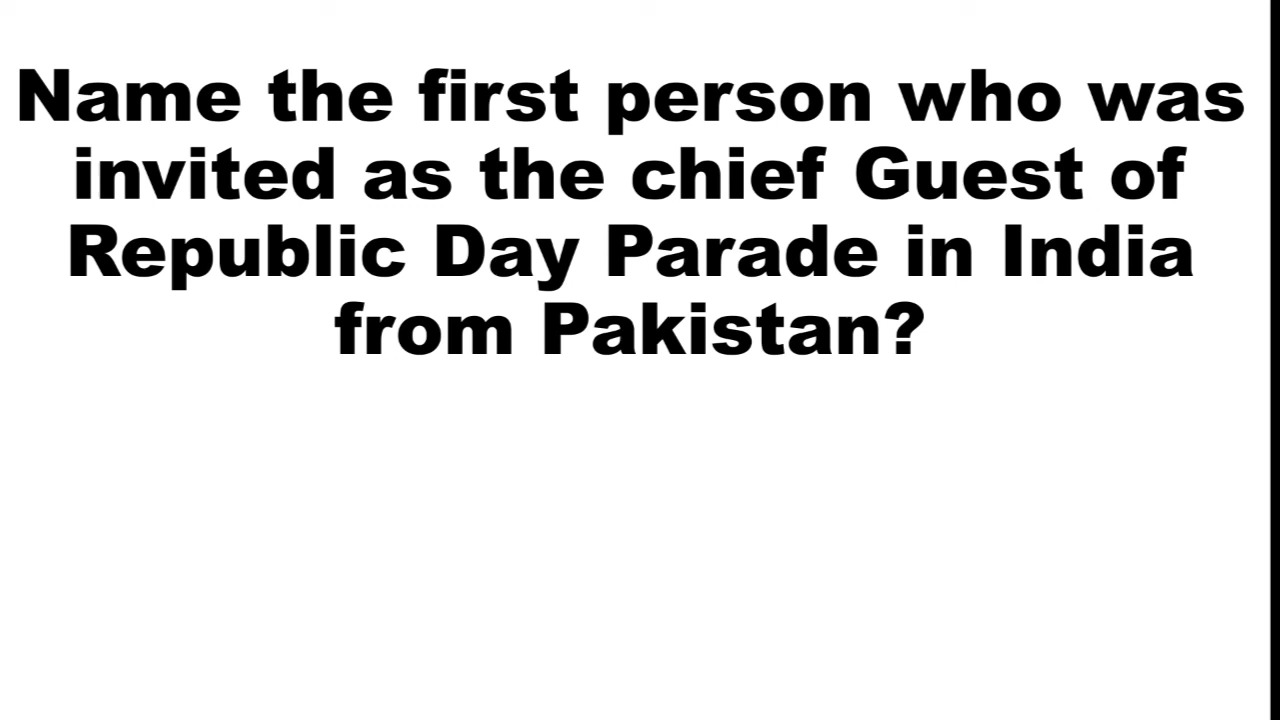 Name the first person who was
invited as the chief Guest of
Republic Day Parade in India
from Pakistan?